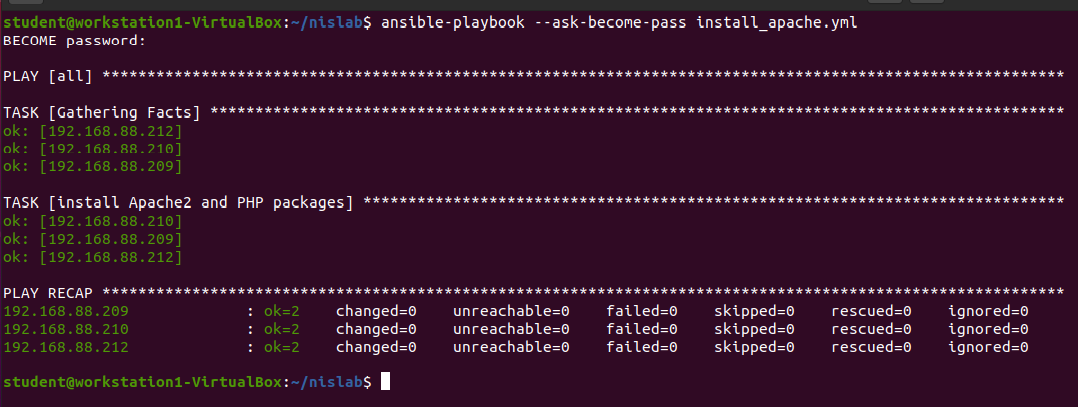 student@workstation1-VirtualBox:~/nislab$ ansible-playbook --ask-become-pass install_apache.yml
BECOME password:
PLAY [all] ***********************************************************************************************************
TASK [Gathering Facts] ***********************************************************************************************
ok: [192.168.88.212]
ok: [192.168.88.210]
ok: [192.168.88.209]
TASK [install Apache2 and PHP packages] ******************************************************************************
ok: [192.168.88.210]
ok: [192.168.88.209]
ok: [192.168.88.212]
PLAY RECAP ***********************************************************************************************************
192.168.88.209             : ok=2    changed=0    unreachable=0    failed=0    skipped=0    rescued=0    ignored=0
192.168.88.210             : ok=2    changed=0    unreachable=0    failed=0    skipped=0    rescued=0    ignored=0
192.168.88.212             : ok=2    changed=0    unreachable=0    failed=0    skipped=0    rescued=0    ignored=0
student@workstation1-VirtualBox:~/nislab$